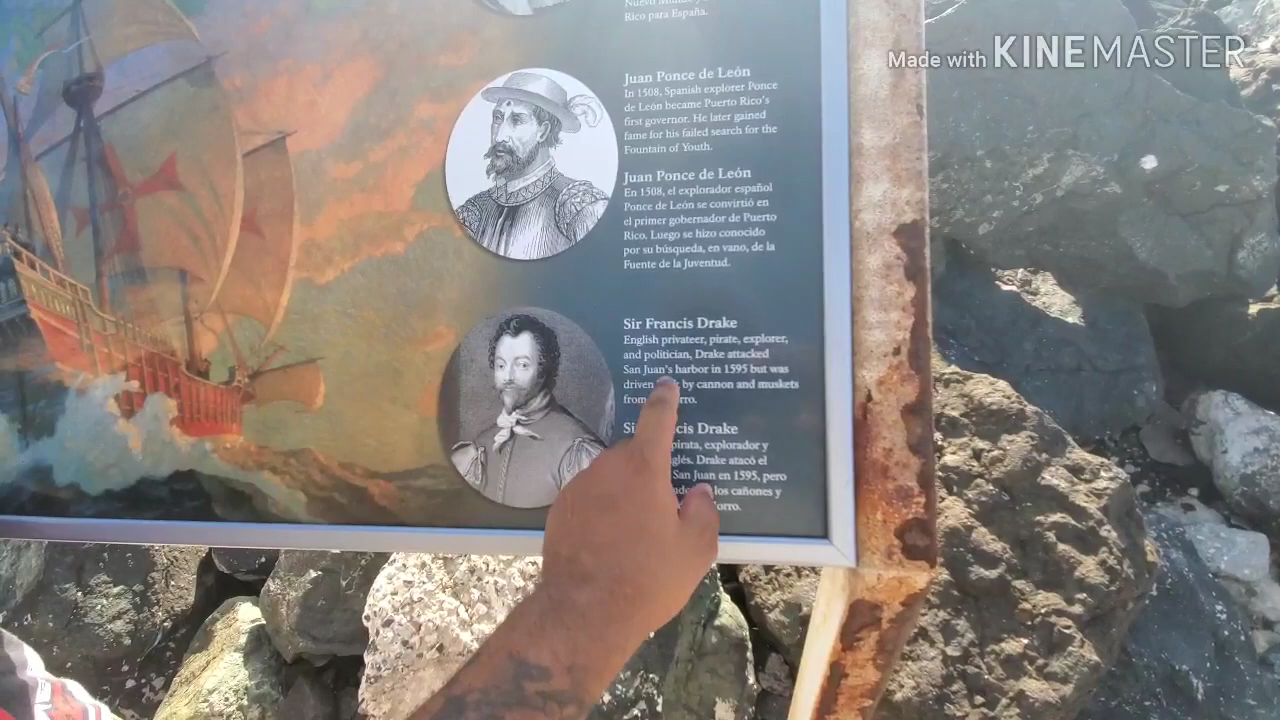 Nuevo Mundo y
Rico para España.
Made with KINEMASTER
Juan Ponce de León
In 1508, Spanish explorer Ponce
de León became Puerto Rico's
first governor. He later gained
fame for his failed search for the
Fountain of Youth.
Juan Ponce de León
En 1508, el explorador español
Ponce de León se convirtió en
el primer gobernador de Puerto
Rico. Luego se hizo conocido
por su búsqueda, en vano, de la
Fuente de la Juventud.
Sir Francis Drake
English privateer, pirate, explorer,
and politician, Drake attacked
San Juan's harbor in 1595 but was
driven by cannon and muskets
from
Drake
pirata, explorador y
Drake atacó el
San Juan en 1595, pero
los cañones y